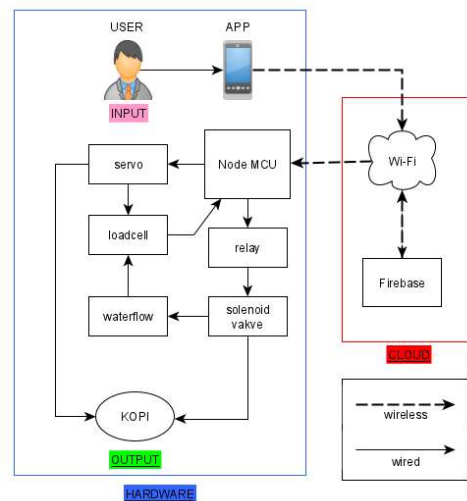 USER
APP
INPUT
servo
Node MCU
Wi-Fi
loadcell
relay
Firebase
waterflow
solenoid
vakve
CLOUD
KOPI
wireless
OUTPUT
wired
HARDWARE